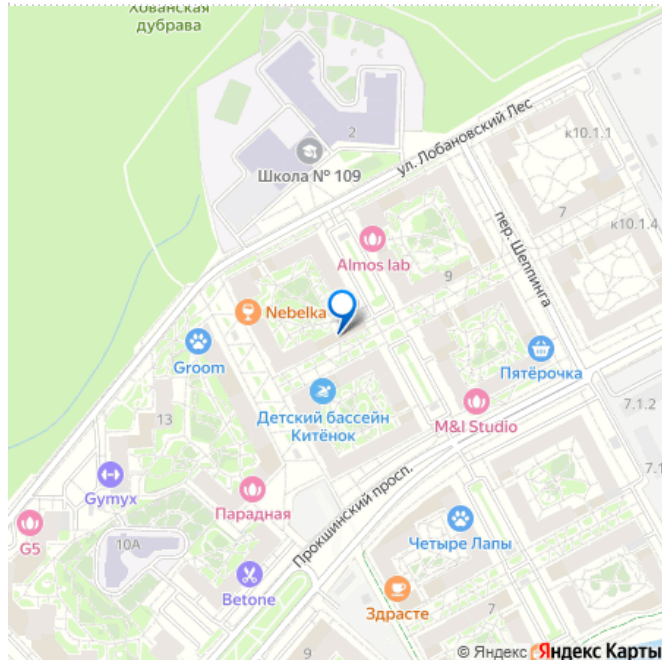 Хованская
дубрава
2
Школа № 109
ул. Лобановский Лес
к10.1.1
7
к10.1.4
пер. Шеппинга
Almos lab
9
Nebelka
Groom
Пятёрочка
Детский бассейн
Китёнок
M&I Studio
7.1.2
13
7.1
Gymyx
Парадная
Прокшинский просп.
G5
10А
Четыре Лапы
Betone
Здрасте
7
9
© Яндекс Яндекс Карты